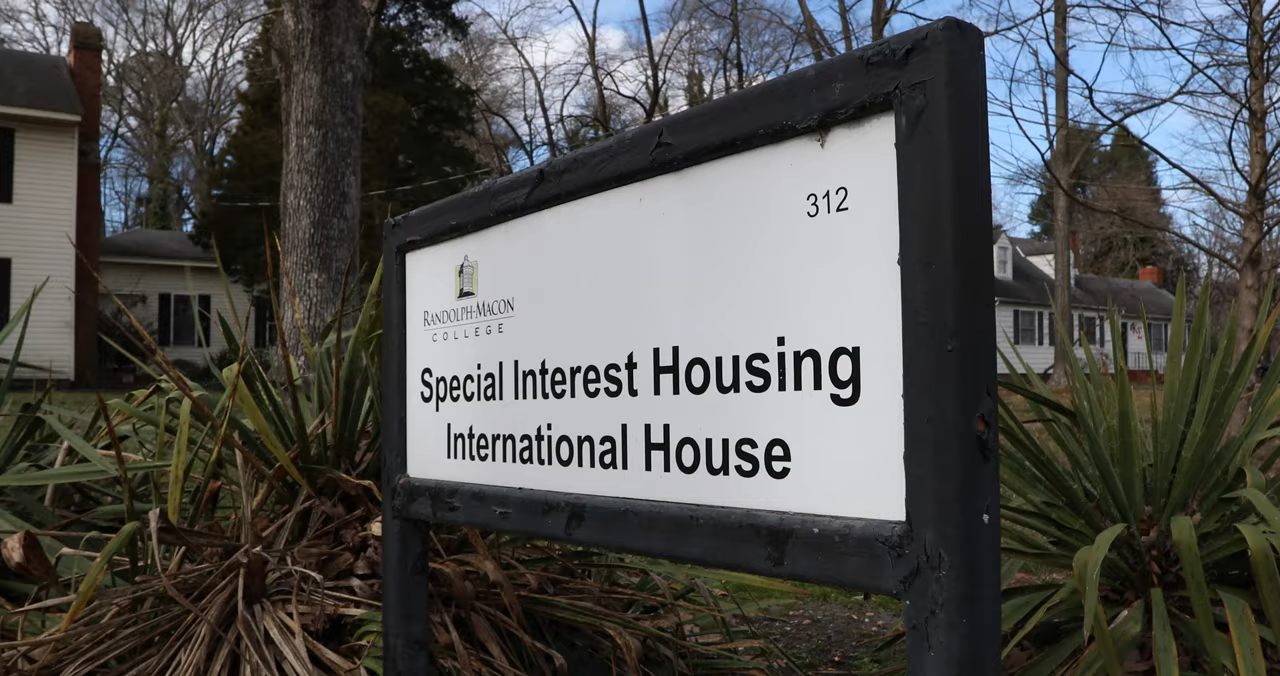 312
RANDOLPH-MACON
COLLEGE
Special Interest Housing
International House